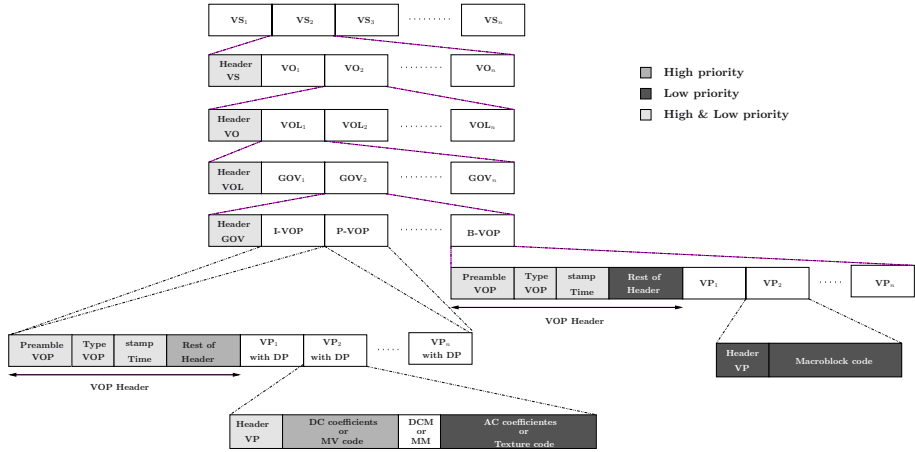 VS₁ VS₂ VS₃ ········· VSₙ
Header VO₁ VO₂ ········· VOₙ
VS
High priority
Low priority
High & Low priority
Header VOL₁ VOL₂ ········· VOLₙ
VO
Header GOV₁ GOV₂ ········· GOVₙ
VOL
Header I-VOP P-VOP ········· B-VOP
GOV
Preamble Type stamp Rest of VP₁ VP₂ ····· VPₙ
VOP VOP Time Header
VOP Header
Preamble Type stamp Rest of VP₁ VP₂ ····· VPₙ
VOP VOP Time Header with DP with DP with DP
VOP Header
Header Macroblock code
VP
Header DC coefficients DCM AC coefficientes
VP or or or
MV code MM Texture code